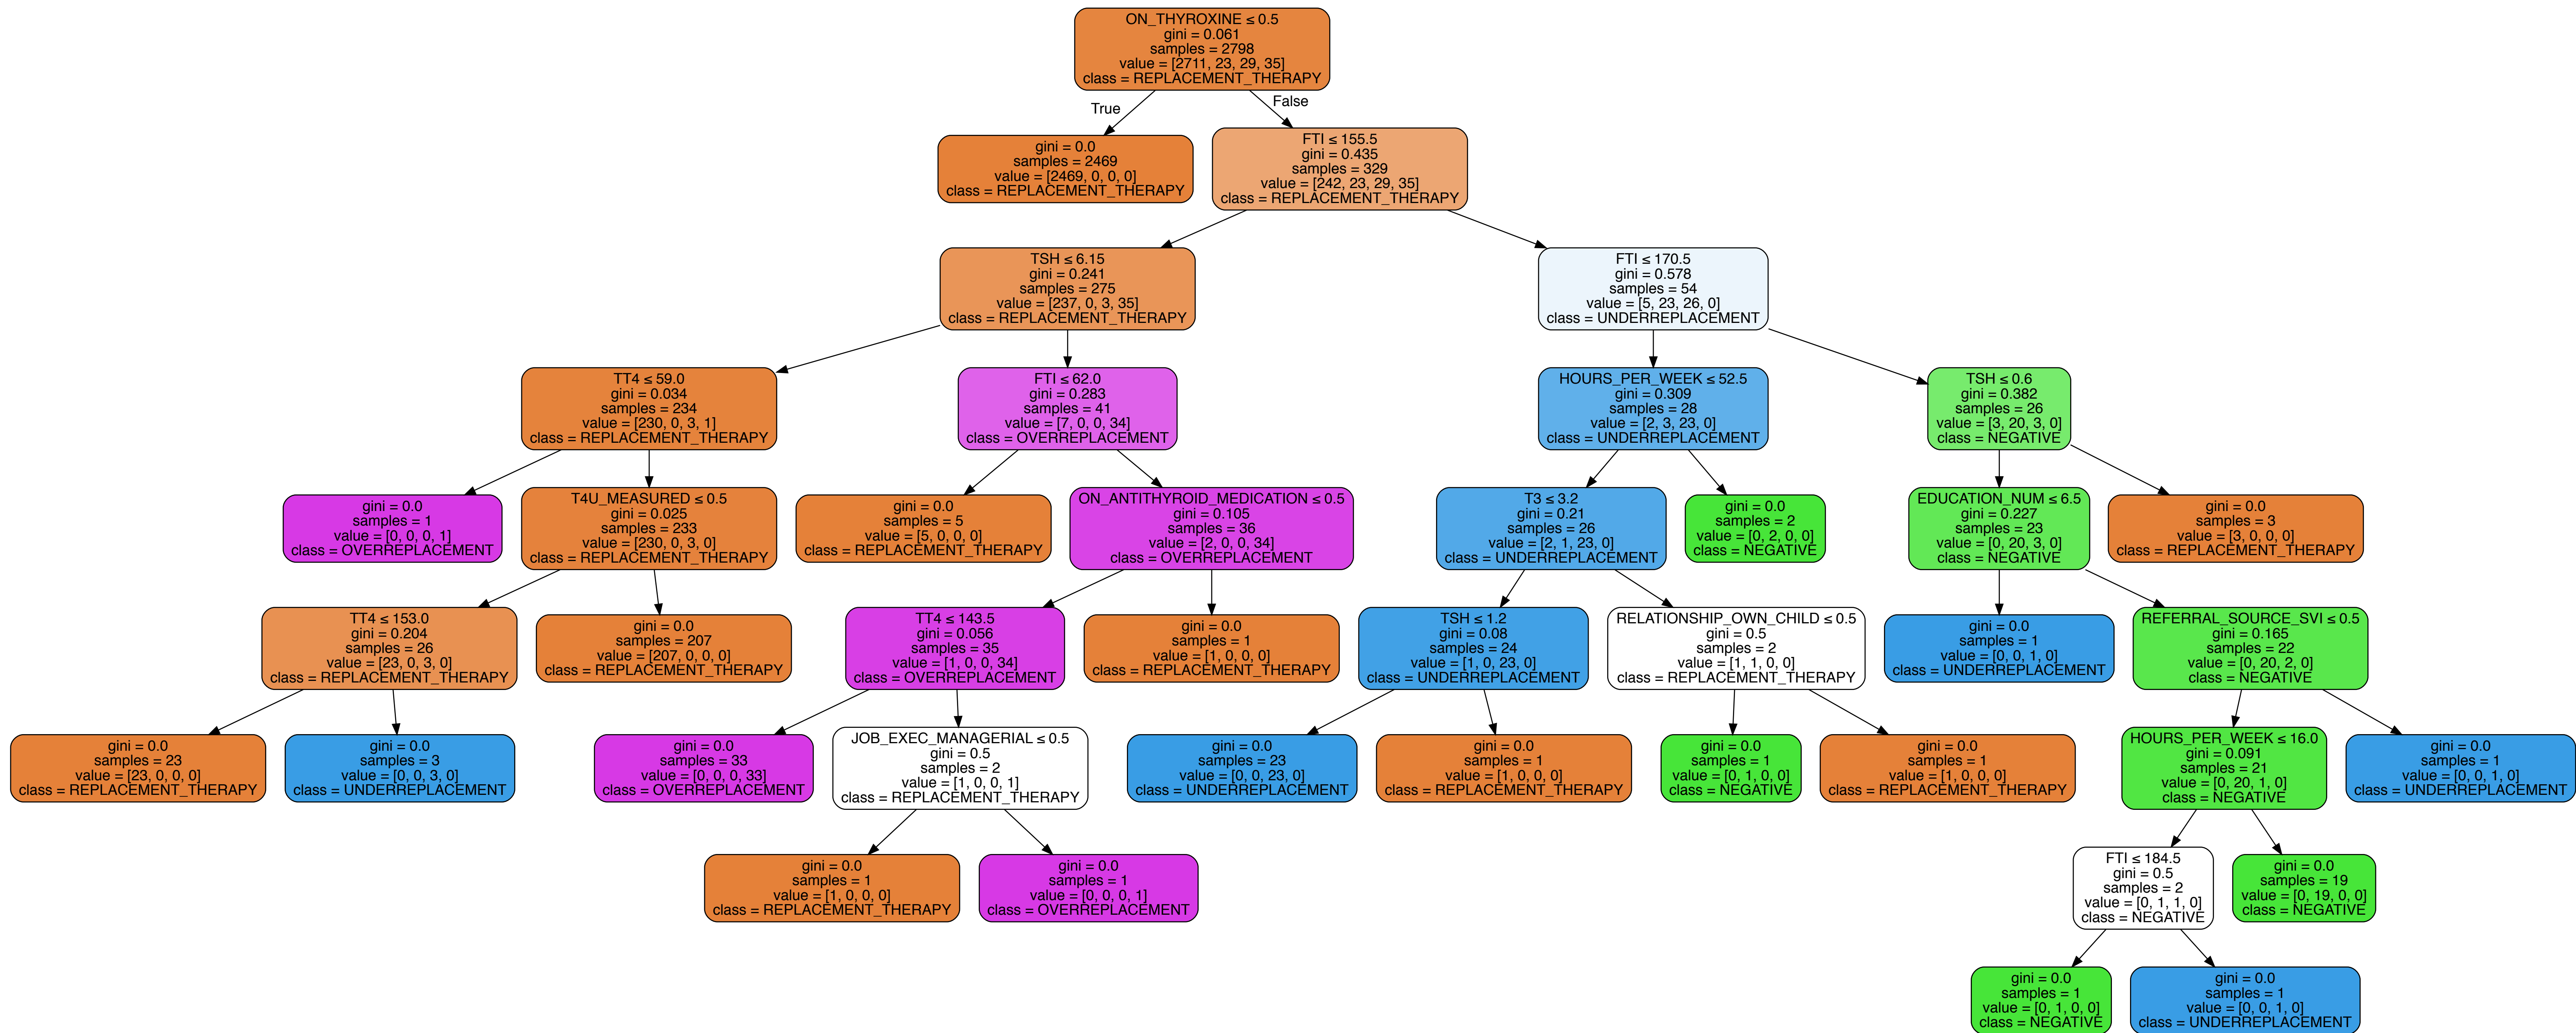 ON_THYROXINE ≤ 0.5
gini = 0.061
samples = 2798
value = [2711, 23, 29, 35]
class = REPLACEMENT_THERAPY
True
False
gini = 0.0
samples = 2469
value = [2469, 0, 0, 0]
class = REPLACEMENT_THERAPY
FTI ≤ 155.5
gini = 0.435
samples = 329
value = [242, 23, 29, 35]
class = REPLACEMENT_THERAPY
TSH ≤ 6.15
gini = 0.241
samples = 275
value = [237, 0, 3, 35]
class = REPLACEMENT_THERAPY
FTI ≤ 170.5
gini = 0.578
samples = 54
value = [5, 23, 26, 0]
class = UNDERREPLACEMENT
TT4 ≤ 59.0
gini = 0.034
samples = 234
value = [230, 0, 3, 1]
class = REPLACEMENT_THERAPY
FTI ≤ 62.0
gini = 0.283
samples = 41
value = [7, 0, 0, 34]
class = OVERREPLACEMENT
HOURS_PER_WEEK ≤ 52.5
gini = 0.309
samples = 28
value = [2, 3, 23, 0]
class = UNDERREPLACEMENT
TSH ≤ 0.6
gini = 0.382
samples = 26
value = [3, 20, 3, 0]
class = NEGATIVE
gini = 0.0
samples = 1
value = [0, 0, 0, 1]
class = OVERREPLACEMENT
T4U_MEASURED ≤ 0.5
gini = 0.025
samples = 233
value = [230, 0, 3, 0]
class = REPLACEMENT_THERAPY
gini = 0.0
samples = 5
value = [5, 0, 0, 0]
class = REPLACEMENT_THERAPY
ON_ANTITHYROID_MEDICATION ≤ 0.5
gini = 0.105
samples = 36
value = [2, 0, 0, 34]
class = OVERREPLACEMENT
T3 ≤ 3.2
gini = 0.21
samples = 26
value = [2, 1, 23, 0]
class = UNDERREPLACEMENT
gini = 0.0
samples = 2
value = [0, 2, 0, 0]
class = NEGATIVE
EDUCATION_NUM ≤ 6.5
gini = 0.227
samples = 23
value = [0, 20, 3, 0]
class = NEGATIVE
gini = 0.0
samples = 3
value = [3, 0, 0, 0]
class = REPLACEMENT_THERAPY
TT4 ≤ 153.0
gini = 0.204
samples = 26
value = [23, 0, 3, 0]
class = REPLACEMENT_THERAPY
gini = 0.0
samples = 207
value = [207, 0, 0, 0]
class = REPLACEMENT_THERAPY
TT4 ≤ 143.5
gini = 0.056
samples = 35
value = [1, 0, 0, 34]
class = OVERREPLACEMENT
gini = 0.0
samples = 1
value = [1, 0, 0, 0]
class = REPLACEMENT_THERAPY
TSH ≤ 1.2
gini = 0.08
samples = 24
value = [1, 0, 23, 0]
class = UNDERREPLACEMENT
RELATIONSHIP_OWN_CHILD ≤ 0.5
gini = 0.5
samples = 2
value = [1, 1, 0, 0]
class = REPLACEMENT_THERAPY
gini = 0.0
samples = 1
value = [0, 0, 1, 0]
class = UNDERREPLACEMENT
REFERRAL_SOURCE_SVI ≤ 0.5
gini = 0.165
samples = 22
value = [0, 20, 2, 0]
class = NEGATIVE
gini = 0.0
samples = 23
value = [23, 0, 0, 0]
class = REPLACEMENT_THERAPY
gini = 0.0
samples = 3
value = [0, 0, 3, 0]
class = UNDERREPLACEMENT
gini = 0.0
samples = 33
value = [0, 0, 0, 33]
class = OVERREPLACEMENT
JOB_EXEC_MANAGERIAL ≤ 0.5
gini = 0.5
samples = 2
value = [1, 0, 0, 1]
class = REPLACEMENT_THERAPY
gini = 0.0
samples = 23
value = [0, 0, 23, 0]
class = UNDERREPLACEMENT
gini = 0.0
samples = 1
value = [1, 0, 0, 0]
class = REPLACEMENT_THERAPY
gini = 0.0
samples = 1
value = [0, 1, 0, 0]
class = NEGATIVE
gini = 0.0
samples = 1
value = [1, 0, 0, 0]
class = REPLACEMENT_THERAPY
HOURS_PER_WEEK ≤ 16.0
gini = 0.091
samples = 21
value = [0, 20, 1, 0]
class = NEGATIVE
gini = 0.0
samples = 1
value = [0, 0, 1, 0]
class = UNDERREPLACEMENT
gini = 0.0
samples = 1
value = [1, 0, 0, 0]
class = REPLACEMENT_THERAPY
gini = 0.0
samples = 1
value = [0, 0, 0, 1]
class = OVERREPLACEMENT
FTI ≤ 184.5
gini = 0.5
samples = 2
value = [0, 1, 1, 0]
class = NEGATIVE
gini = 0.0
samples = 19
value = [0, 19, 0, 0]
class = NEGATIVE
gini = 0.0
samples = 1
value = [0, 1, 0, 0]
class = NEGATIVE
gini = 0.0
samples = 1
value = [0, 0, 1, 0]
class = UNDERREPLACEMENT